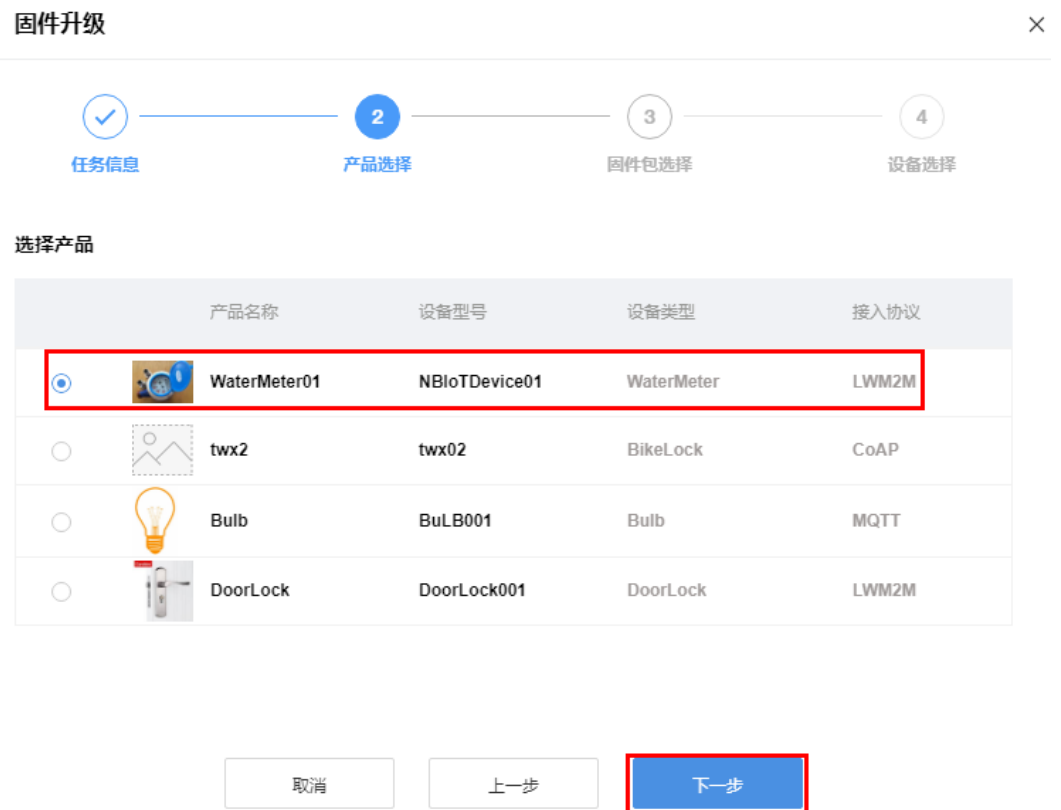 固件升级
2
3
4
任务信息
产品选择
固件包选择
设备选择
选择产品
产品名称 设备型号 设备类型 接入协议
WaterMeter01 NBIoTDevice01 WaterMeter LWM2M
twx2 twx02 BikeLock CoAP
Bulb BuLB001 Bulb MQTT
DoorLock DoorLock001 DoorLock LWM2M
取消 上一步 下一步